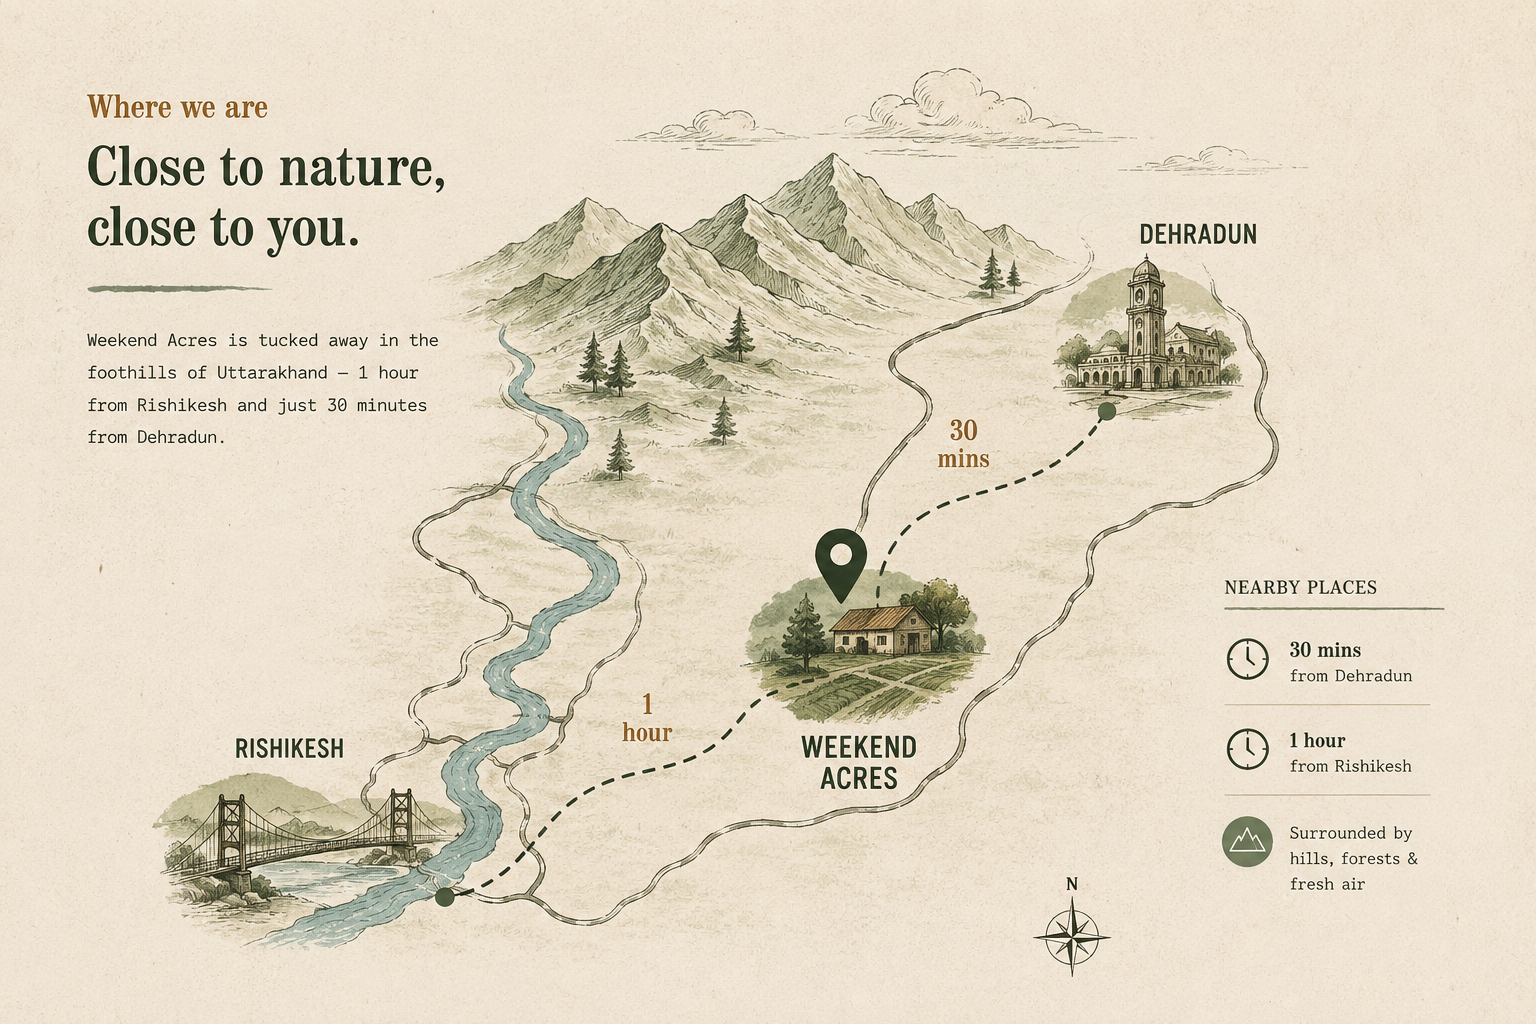 Where we are
Close to nature,
close to you.
Weekend Acres is tucked away in the
foothills of Uttarakhand – 1 hour
from Rishikesh and just 30 minutes
from Dehradun.
DEHRADUN
30
mins
1
hour
WEEKEND
ACRES
RISHIKESH
NEARBY PLACES
30 mins
from Dehradun
1 hour
from Rishikesh
Surrounded by
hills, forests &
fresh air
N